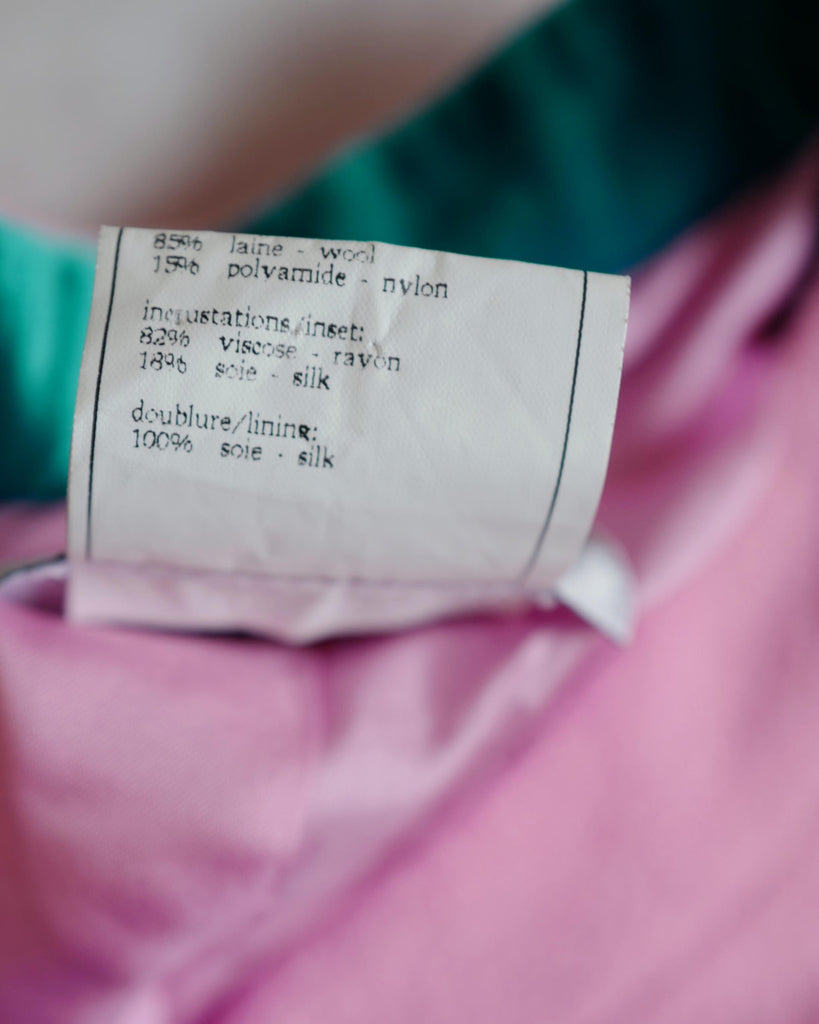 85% laine - wool
15% polyamide - nylon
incrustations/inset:
82% viscose - rayon
18% soie - silk
doublure/lining:
100% soie - silk